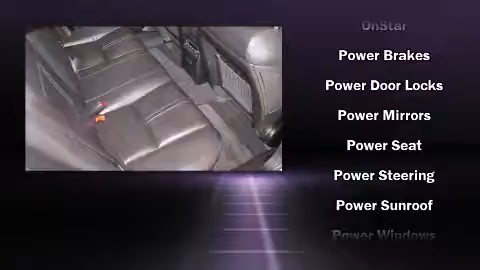 OnStar
Power Brakes
Power Door Locks
Power Mirrors
Power Seat
Power Steering
Power Sunroof
Power Windows